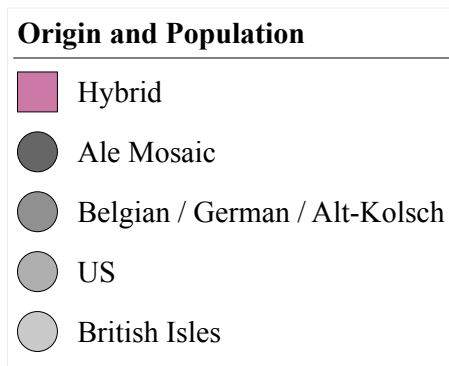 Origin and Population
Hybrid
Ale Mosaic
Belgian / German / Alt-Kolsch
US
British Isles